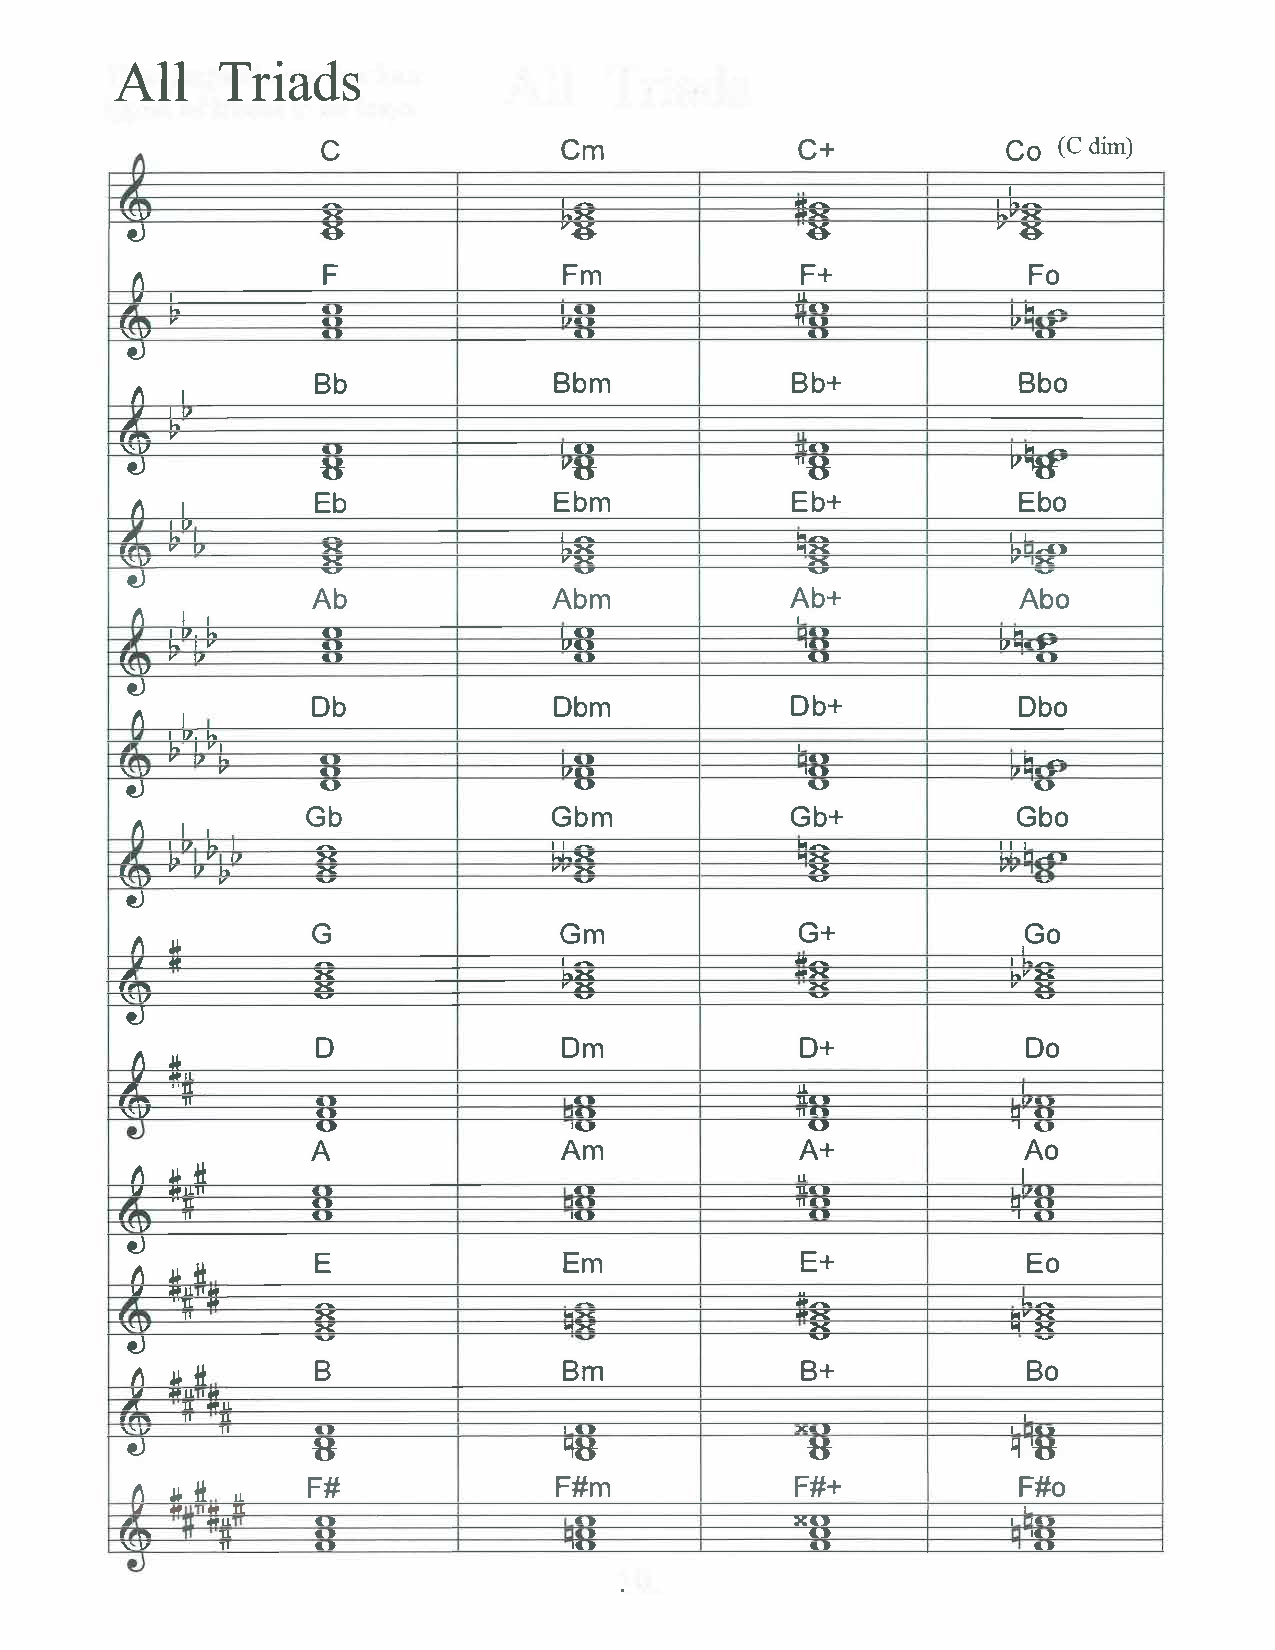 All Triads
C Cm C+ Co (C dim)
F Fm F+ Fo
Bb Bbm Bb+ Bbo
Eb Ebm Eb+ Ebo
Ab Abm Ab+ Abo
Db Dbm Db+ Dbo
Gb Gbm Gb+ Gbo
G Gm G+ Go
D Dm D+ Do
A Am A+ Ao
E Em E+ Eo
B Bm B+ Bo
F# F#m F#+ F#o